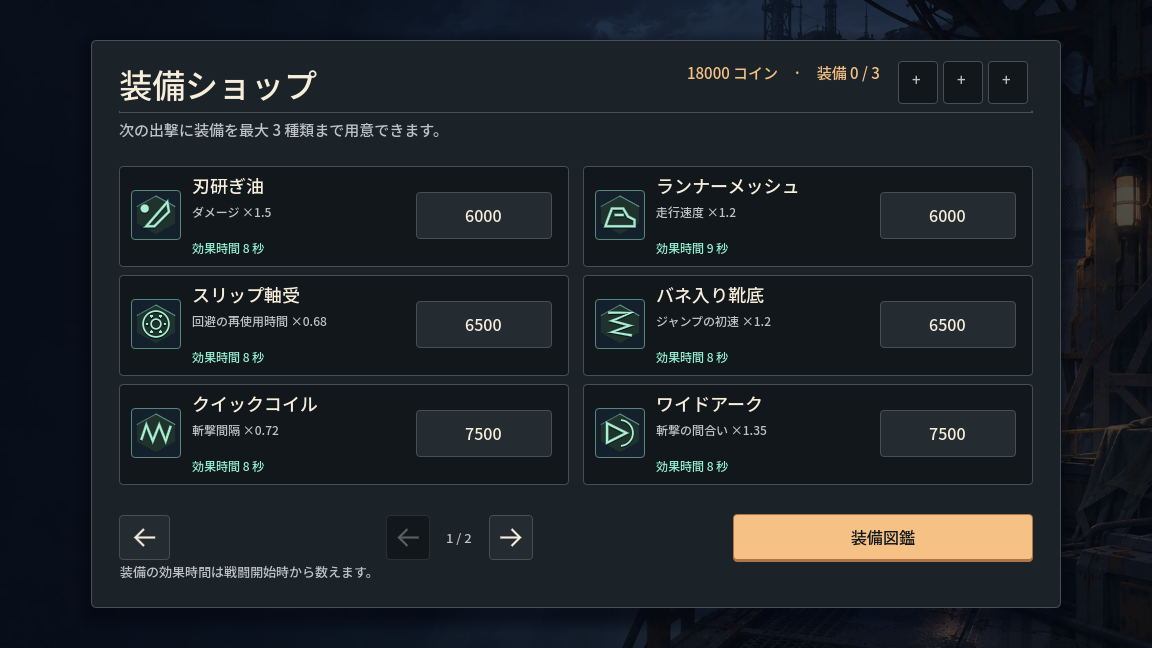 装備ショップ
18000 コイン ・ 装備 0 / 3
+ + +
次の出撃に装備を最大 3 種類まで用意できます。
刃研ぎ油
ダメージ ×1.5
効果時間 8 秒
6000
ランナーメッシュ
走行速度 ×1.2
効果時間 9 秒
6000
スリップ軸受
回避の再使用時間 ×0.68
効果時間 8 秒
6500
バネ入り靴底
ジャンプの初速 ×1.2
効果時間 8 秒
6500
クイックコイル
斬撃間隔 ×0.72
効果時間 8 秒
7500
ワイドアーク
斬撃の間合い ×1.35
効果時間 8 秒
7500
1 / 2
装備図鑑
装備の効果時間は戦闘開始時から数えます。